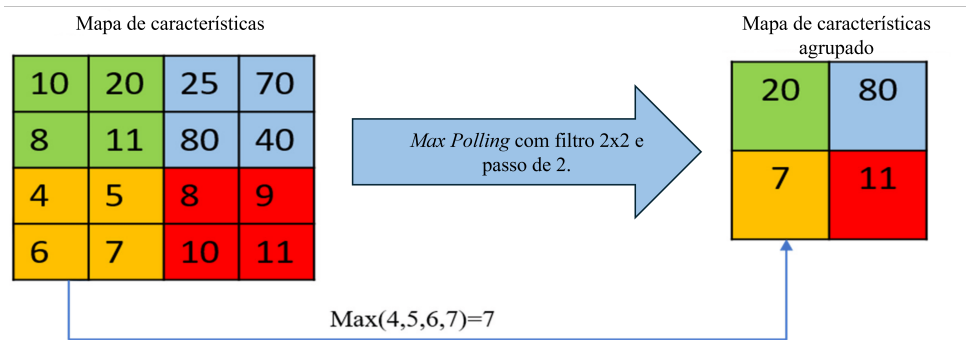 Mapa de característicias
Mapa de característicias
agrupado
10 20 25 70
8 11 80 40
4 5 8 9
6 7 10 11
Max Polling com filtro 2x2 e
passo de 2.
20 80
7 11
Max(4,5,6,7)=7